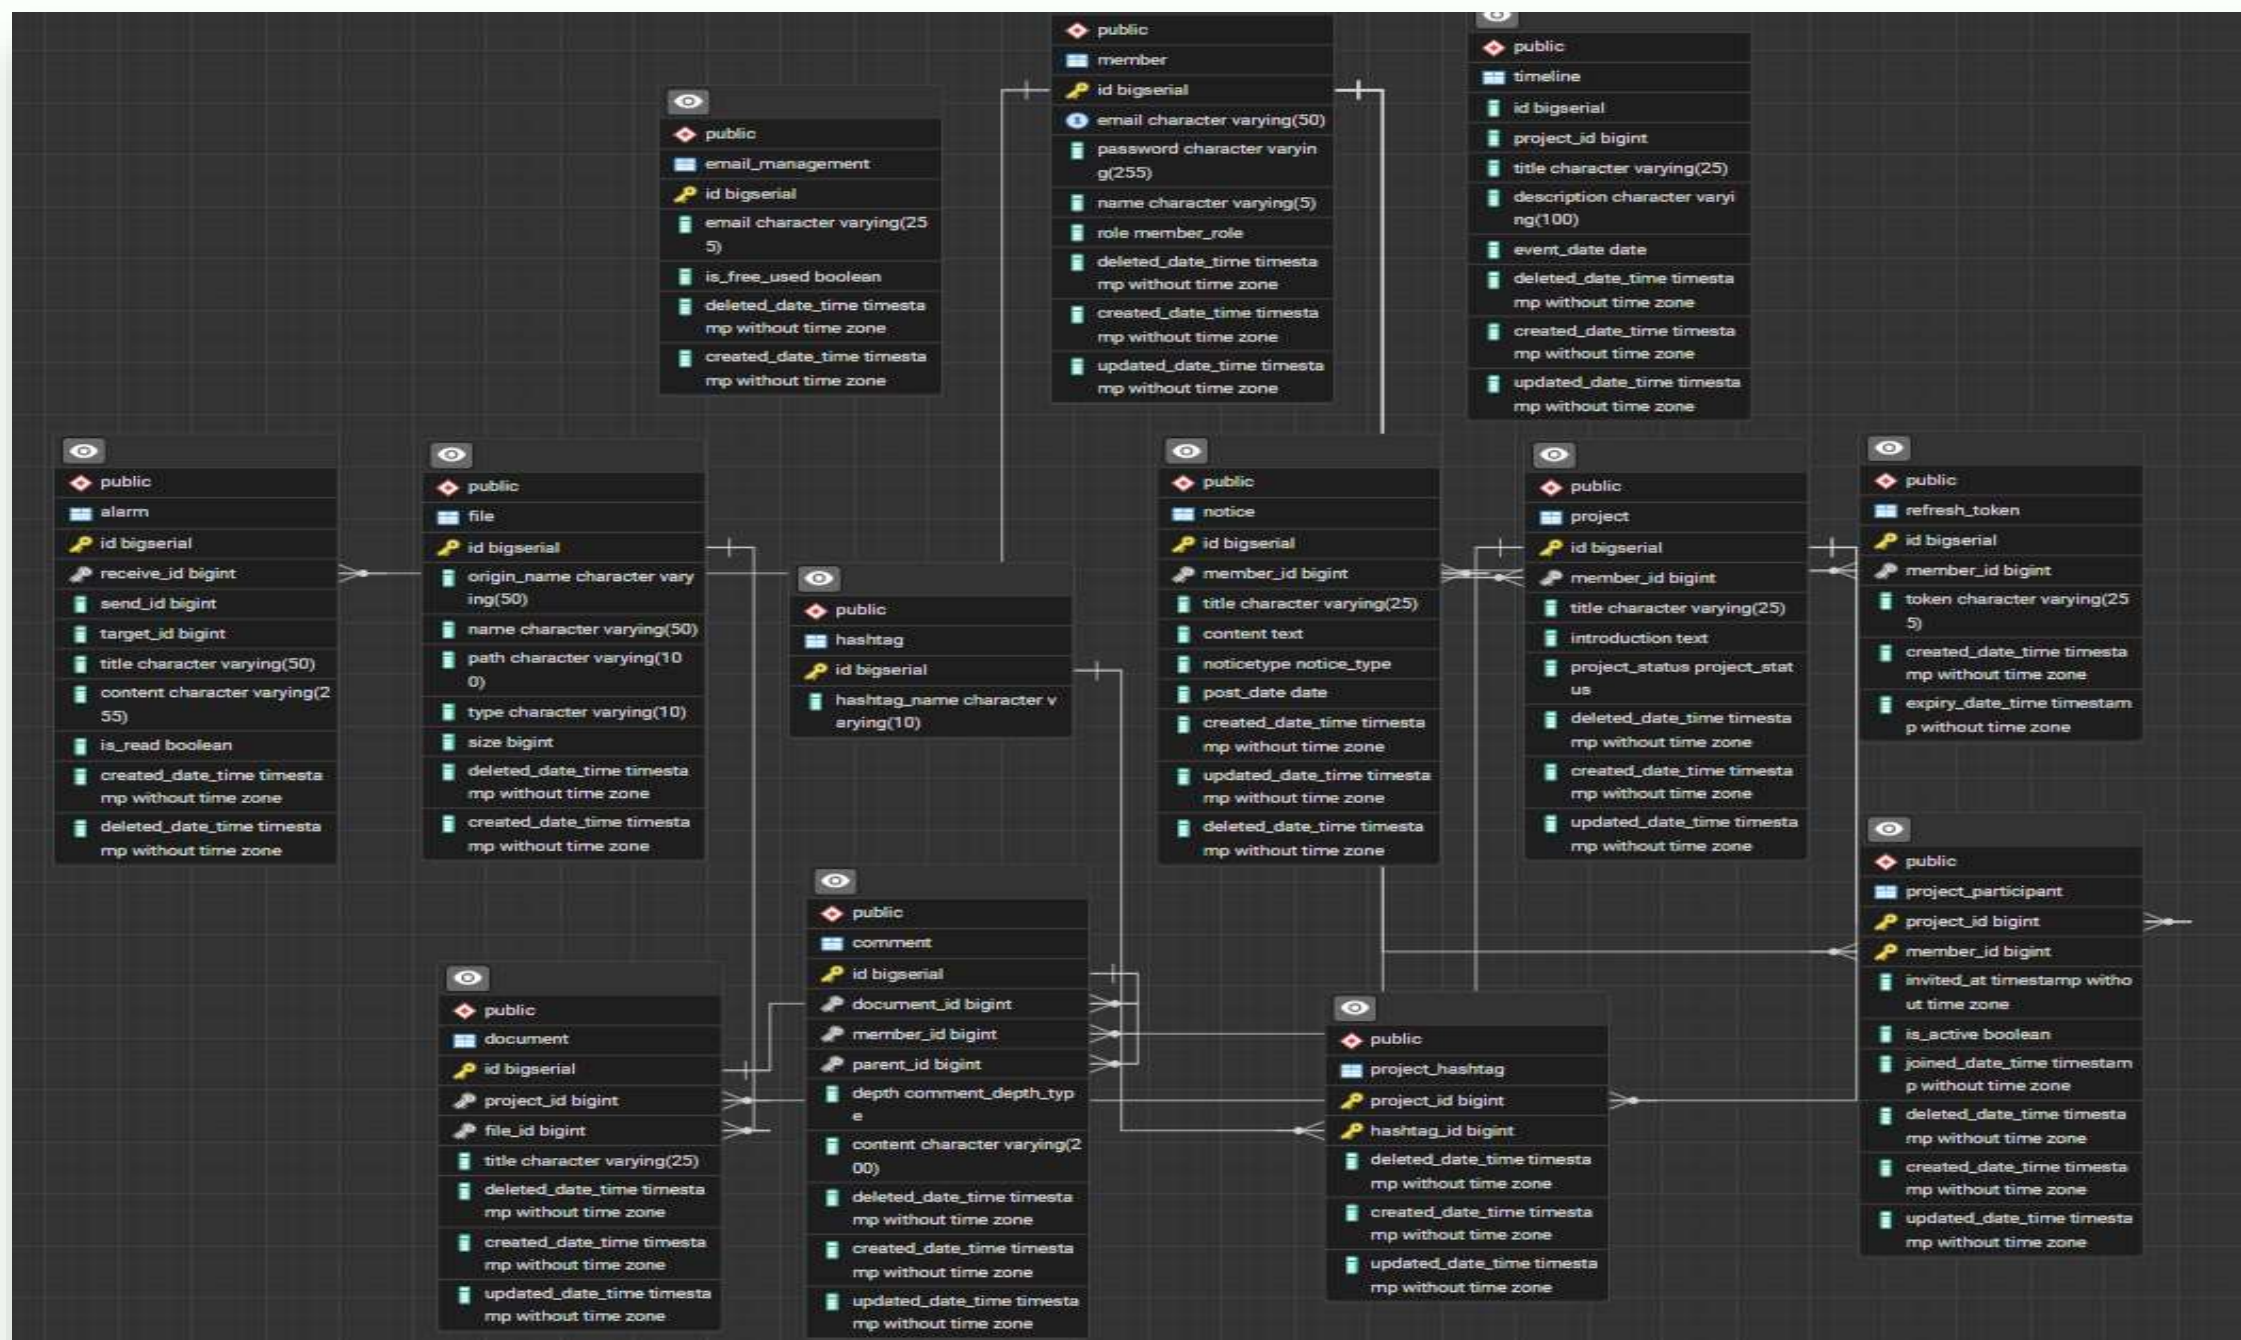 public
member
id bigserial
email character varying(50)
password character varyin
g(255)
name character varying(5)
role member_role
deleted_date_time timesta
mp without time zone
created_date_time timesta
mp without time zone
updated_date_time timesta
mp without time zone
public
timeline
id bigserial
project_id bigint
title character varying(25)
description character varyi
ng(100)
event_date date
deleted_date_time timesta
mp without time zone
created_date_time timesta
mp without time zone
updated_date_time timesta
mp without time zone
public
email_management
id bigserial
email character varying(25
5)
is_free_used boolean
deleted_date_time timesta
mp without time zone
created_date_time timesta
mp without time zone
public
alarm
id bigserial
receive_id bigint
send_id bigint
target_id bigint
title character varying(50)
content character varying(2
55)
is_read boolean
created_date_time timesta
mp without time zone
deleted_date_time timesta
mp without time zone
public
file
id bigserial
origin_name character vary
ing(50)
name character varying(50)
path character varying(10
0)
type character varying(10)
size bigint
deleted_date_time timesta
mp without time zone
created_date_time timesta
mp without time zone
public
hashtag
id bigserial
hashtag_name character v
arying(10)
public
notice
id bigserial
member_id bigint
title character varying(25)
content text
noticetype notice_type
post_date date
created_date_time timesta
mp without time zone
updated_date_time timesta
mp without time zone
deleted_date_time timesta
mp without time zone
public
project
id bigserial
member_id bigint
title character varying(25)
introduction text
project_status project_stat
us
deleted_date_time timesta
mp without time zone
created_date_time timesta
mp without time zone
updated_date_time timesta
mp without time zone
public
refresh_token
id bigserial
member_id bigint
token character varying(25
5)
created_date_time timesta
mp without time zone
expiry_date_time timestam
p without time zone
public
document
id bigserial
project_id bigint
file_id bigint
title character varying(25)
deleted_date_time timesta
mp without time zone
created_date_time timesta
mp without time zone
updated_date_time timesta
mp without time zone
public
comment
id bigserial
document_id bigint
member_id bigint
parent_id bigint
depth comment_depth_typ
e
content character varying(2
00)
deleted_date_time timesta
mp without time zone
created_date_time timesta
mp without time zone
updated_date_time timesta
mp without time zone
public
project_hashtag
project_id bigint
hashtag_id bigint
deleted_date_time timesta
mp without time zone
created_date_time timesta
mp without time zone
updated_date_time timesta
mp without time zone
public
project_participant
project_id bigint
member_id bigint
invited_at timestamp witho
ut time zone
is_active boolean
joined_date_time timestam
p without time zone
deleted_date_time timesta
mp without time zone
created_date_time timesta
mp without time zone
updated_date_time timesta
mp without time zone